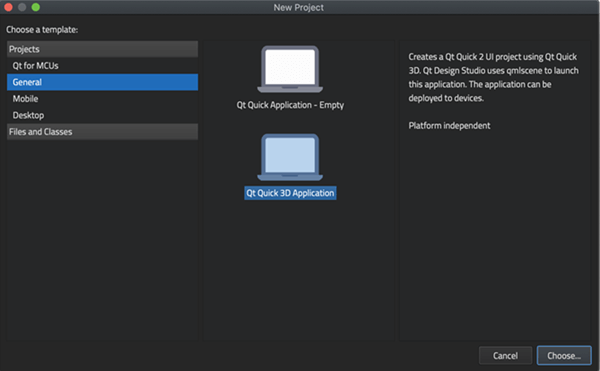 New Project
Choose a template:
Projects
Qt for MCUs
General
Mobile
Desktop
Files and Classes
Qt Quick Application - Empty
Qt Quick 3D Application
Creates a Qt Quick 2 UI project using Qt Quick
3D. Qt Design Studio uses qmlscene to launch
this application. The application can be
deployed to devices.
Platform independent
Cancel
Choose...